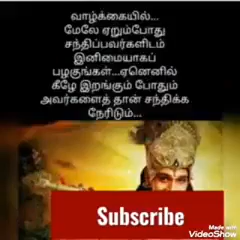 வாழ்க்கையில்...
மேலே ஏறும்போது
சந்திப்பவர்களிடம்
இனிமையாகப்
பழகுங்கள்...ஏனெனில்
கீழே இறங்கும் போதும்
அவர்களைத் தான் சந்திக்க
நேரிடும்...
Subscribe
Made with
VideoShow